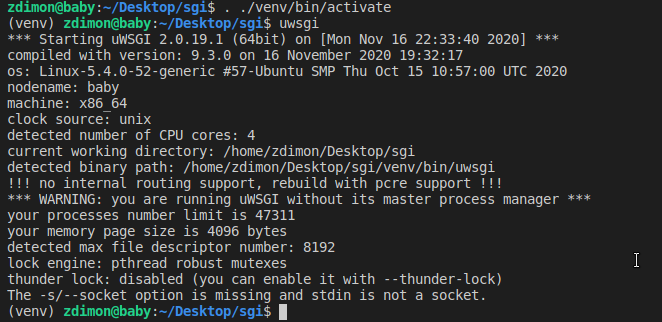 zdimon@baby:~/Desktop/sgi$ . ./venv/bin/activate
(venv) zdimon@baby:~/Desktop/sgi$ uwsgi
*** Starting uWSGI 2.0.19.1 (64bit) on [Mon Nov 16 22:33:40 2020] ***
compiled with version: 9.3.0 on 16 November 2020 19:32:17
os: Linux-5.4.0-52-generic #57-Ubuntu SMP Thu Oct 15 10:57:00 UTC 2020
nodename: baby
machine: x86_64
clock source: unix
detected number of CPU cores: 4
current working directory: /home/zdimon/Desktop/sgi
detected binary path: /home/zdimon/Desktop/sgi/venv/bin/uwsgi
!!! no internal routing support, rebuild with pcre support !!!
*** WARNING: you are running uWSGI without its master process manager ***
your processes number limit is 47311
your memory page size is 4096 bytes
detected max file descriptor number: 8192
lock engine: pthread robust mutexes
thunder lock: disabled (you can enable it with --thunder-lock)
The -s/--socket option is missing and stdin is not a socket.
(venv) zdimon@baby:~/Desktop/sgi$